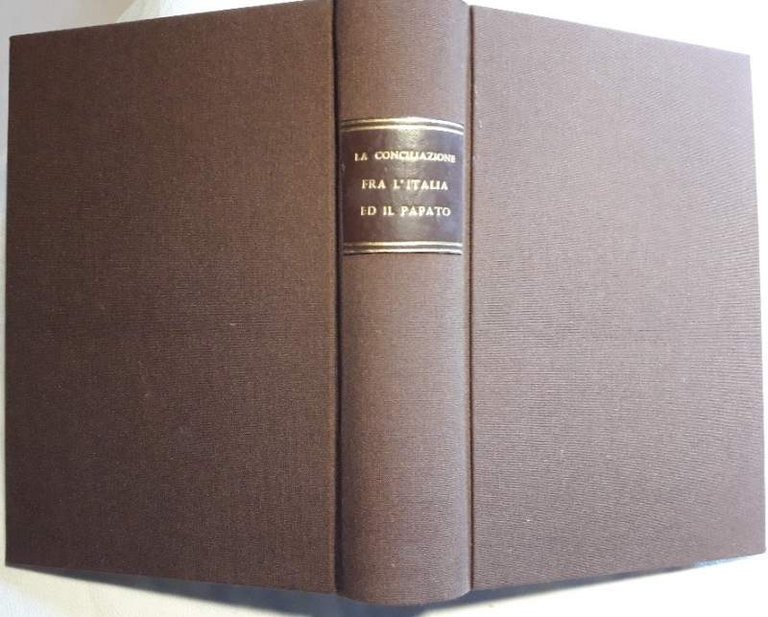 LA CONCILIAZIONE
FRA L'ITALIA
ED IL PAPATO